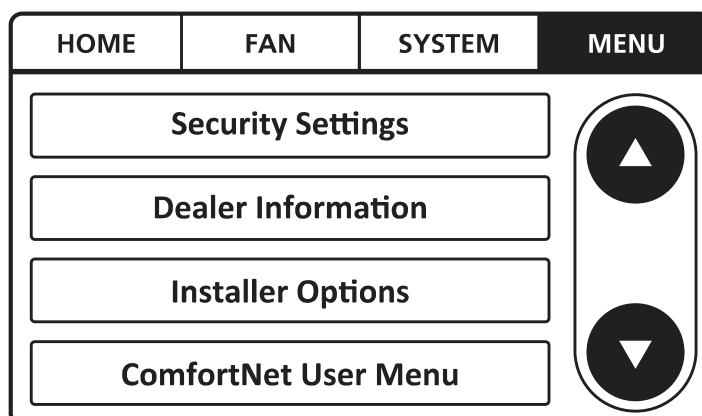 HOME FAN SYSTEM MENU
Security Settings
Dealer Information
Installer Options
ComfortNet User Menu